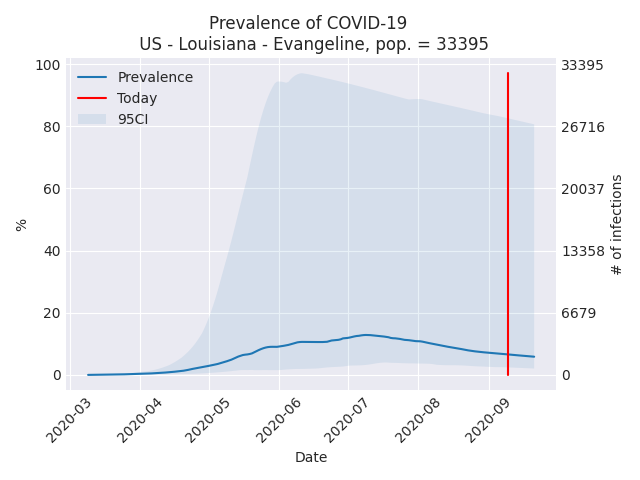 Prevalence of COVID-19
US - Louisiana - Evangeline, pop. = 33395
Prevalence
Today
95CI
100
80
60
40
20
0
%
33395
26716
20037
13358
6679
0
# of infections
2020-03
2020-04
2020-05
2020-06
2020-07
2020-08
2020-09
Date